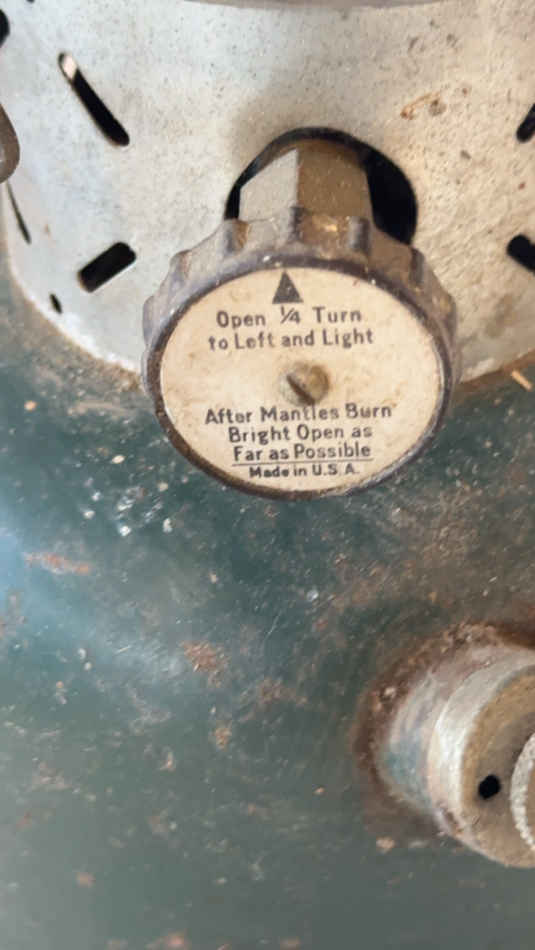 Open ¼ Turn
to Left and Light
After Mantles Burn
Bright Open as
Far as Possible
Made in U.S.A.